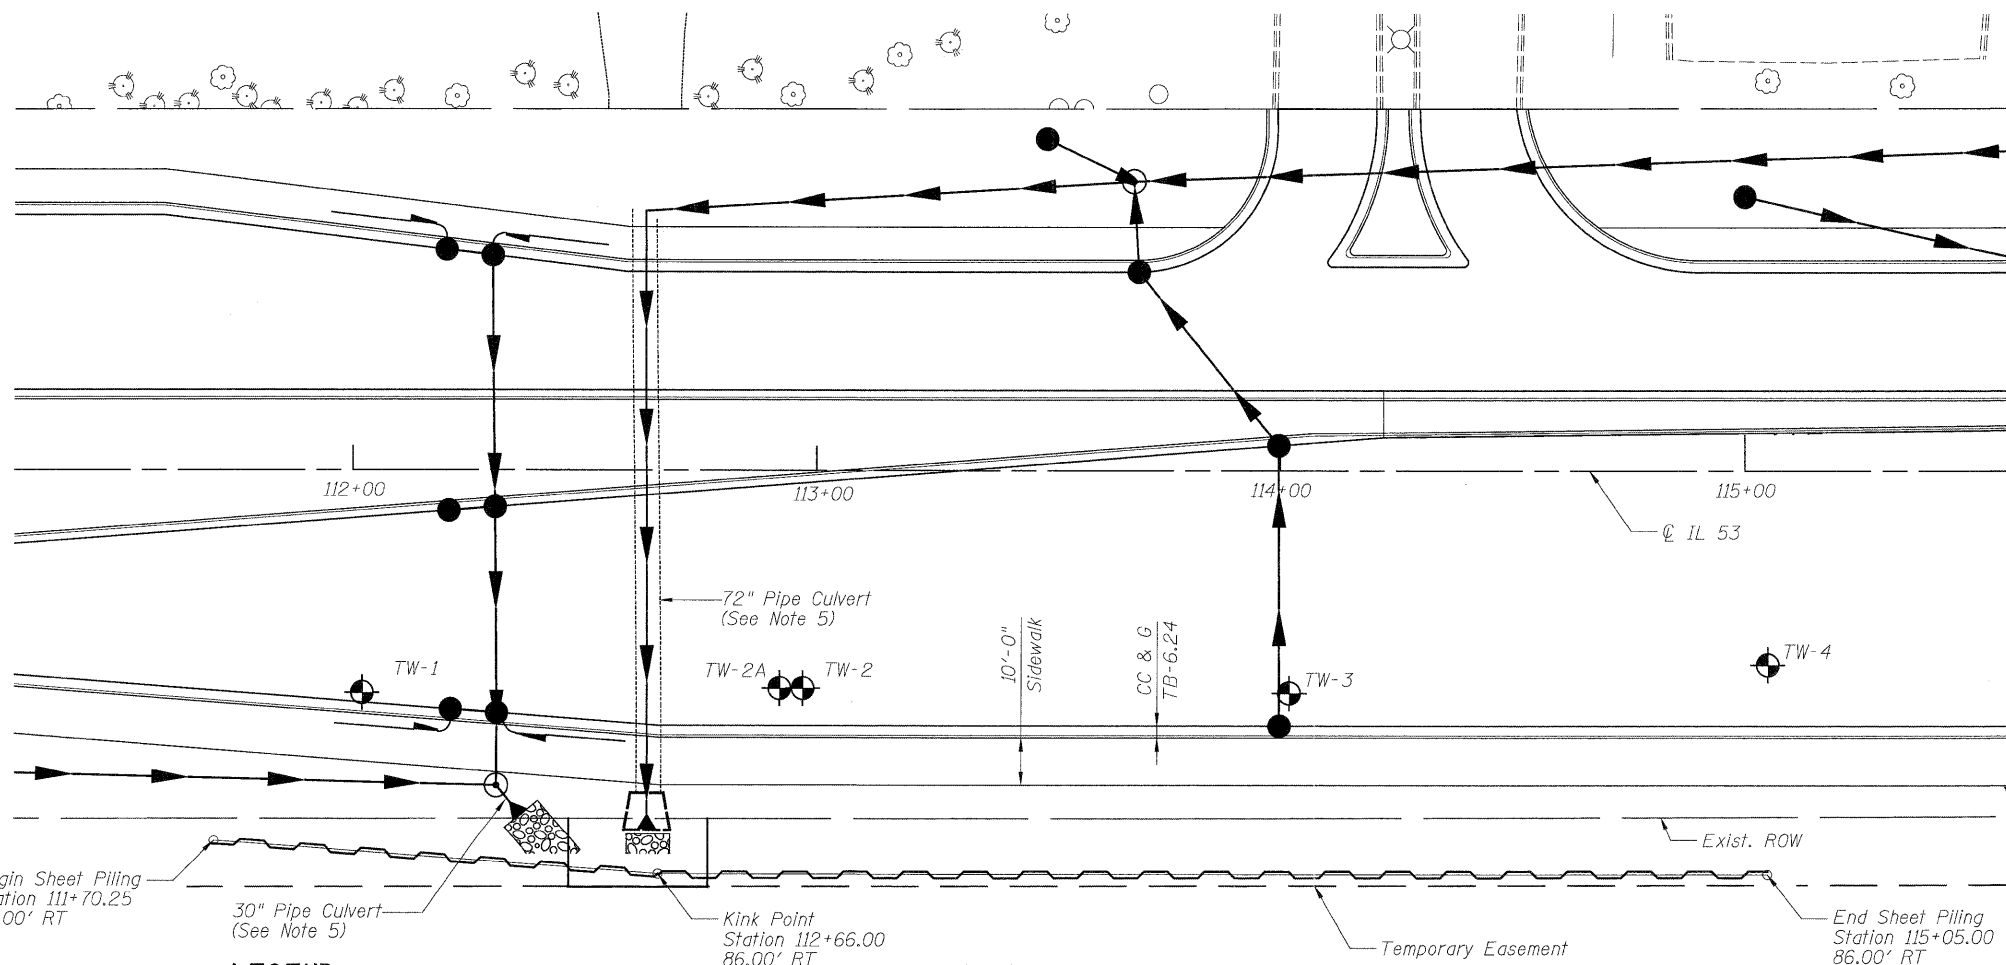 112+00
113+00
114+00
115+00
℄ IL 53
72" Pipe Culvert
(See Note 5)
10'-0"
Sidewalk
CC & G
TB-6.24
TW-1
TW-2A
TW-2
TW-3
TW-4
Exist. ROW
gin Sheet Piling
ation 111+70.25
.00' RT
30" Pipe Culvert
(See Note 5)
Kink Point
Station 112+66.00
86.00' RT
Temporary Easement
End Sheet Piling
Station 115+05.00
86.00' RT